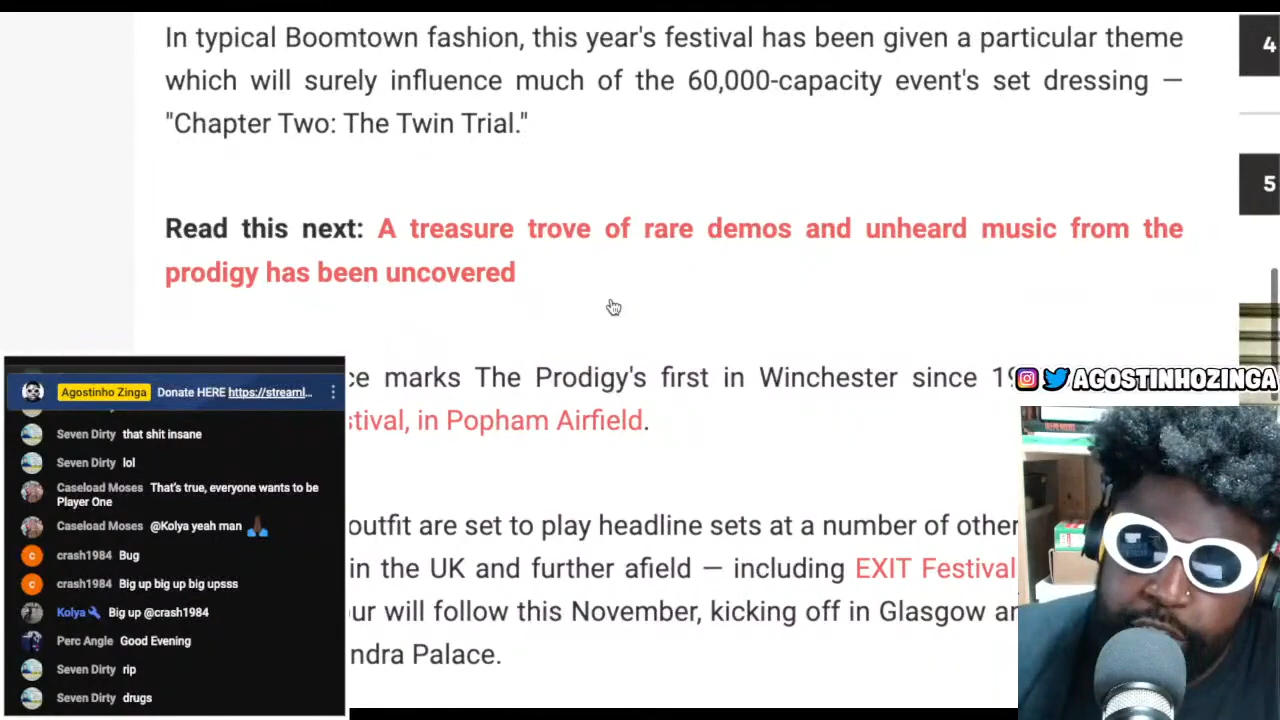 In typical Boomtown fashion, this year's festival has been given a particular theme
which will surely influence much of the 60,000-capacity event's set dressing —
"Chapter Two: The Twin Trial."
4
5
Read this next: A treasure trove of rare demos and unheard music from the
prodigy has been uncovered
ce marks The Prodigy's first in Winchester since 19
stival, in Popham Airfield.
outfit are set to play headline sets at a number of other
in the UK and further afield — including EXIT Festival
our will follow this November, kicking off in Glasgow an
ndra Palace.
AGOSTINHOZINGA
Agostinho Zinga Donate HERE https://streaml...
Seven Dirty that shit insane
Seven Dirty lol
Caseload Moses That's true, everyone wants to be
Player One
Caseload Moses @Kolya yeah man
crash1984 Bug
crash1984 Big up big up big upsss
Kolya Big up @crash1984
Perc Angle Good Evening
Seven Dirty rip
Seven Dirty drugs